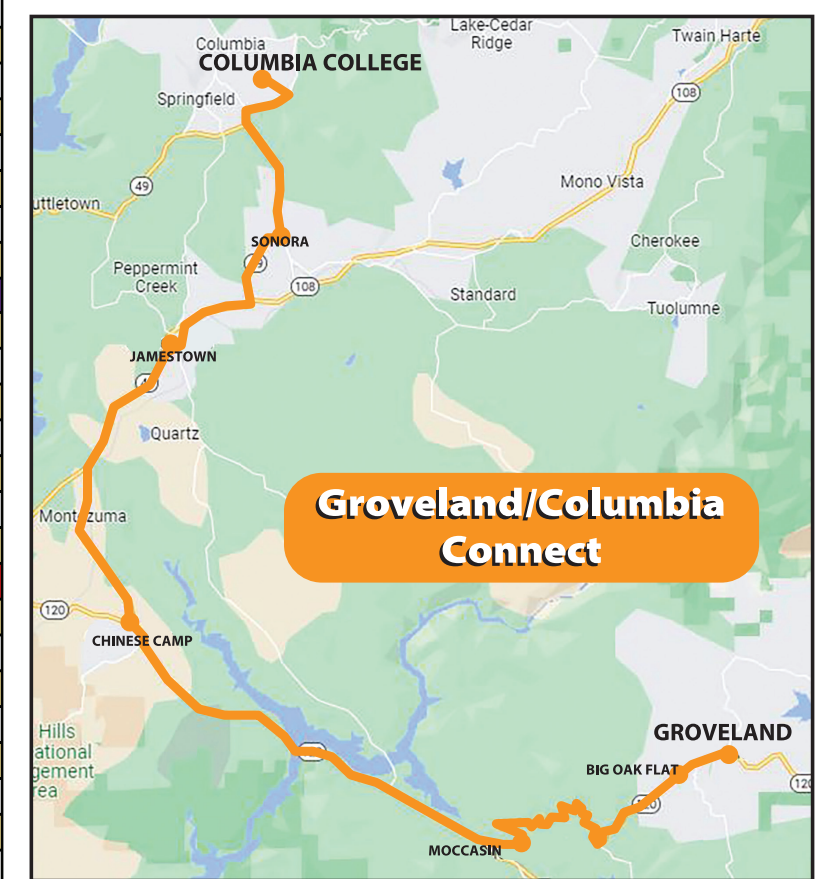 Lake-Cedar
Ridge
Twain Harte
Columbia
COLUMBIA COLLEGE
108
Springfield
49
Mono Vista
uttletown
SONORA
Cherokee
Peppermint
Creek
108
Standard
Tuolumne
JAMESTOWN
Quartz
Groveland/Columbia
Connect
Montezuma
120
CHINESE CAMP
Hills
ational
gement
rea
GROVELAND
BIG OAK FLAT
120
MOCCASIN